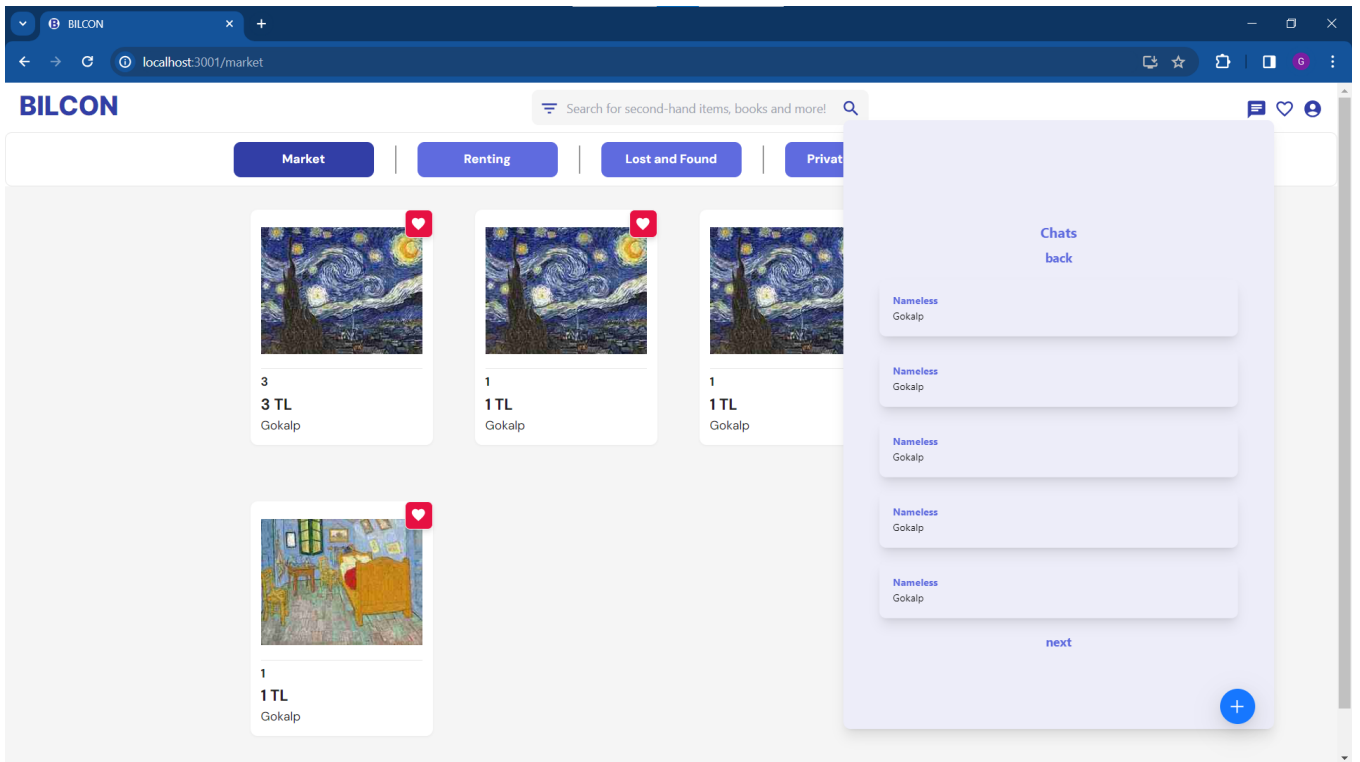 BILCON
localhost:3001/market
G
BILCON
Search for second-hand items, books and more!
Market
Renting
Lost and Found
Privat
3
3 TL
Gokalp
1
1 TL
Gokalp
1
1 TL
Gokalp
1
1 TL
Gokalp
Chats
back
Nameless
Gokalp
Nameless
Gokalp
Nameless
Gokalp
Nameless
Gokalp
Nameless
Gokalp
next